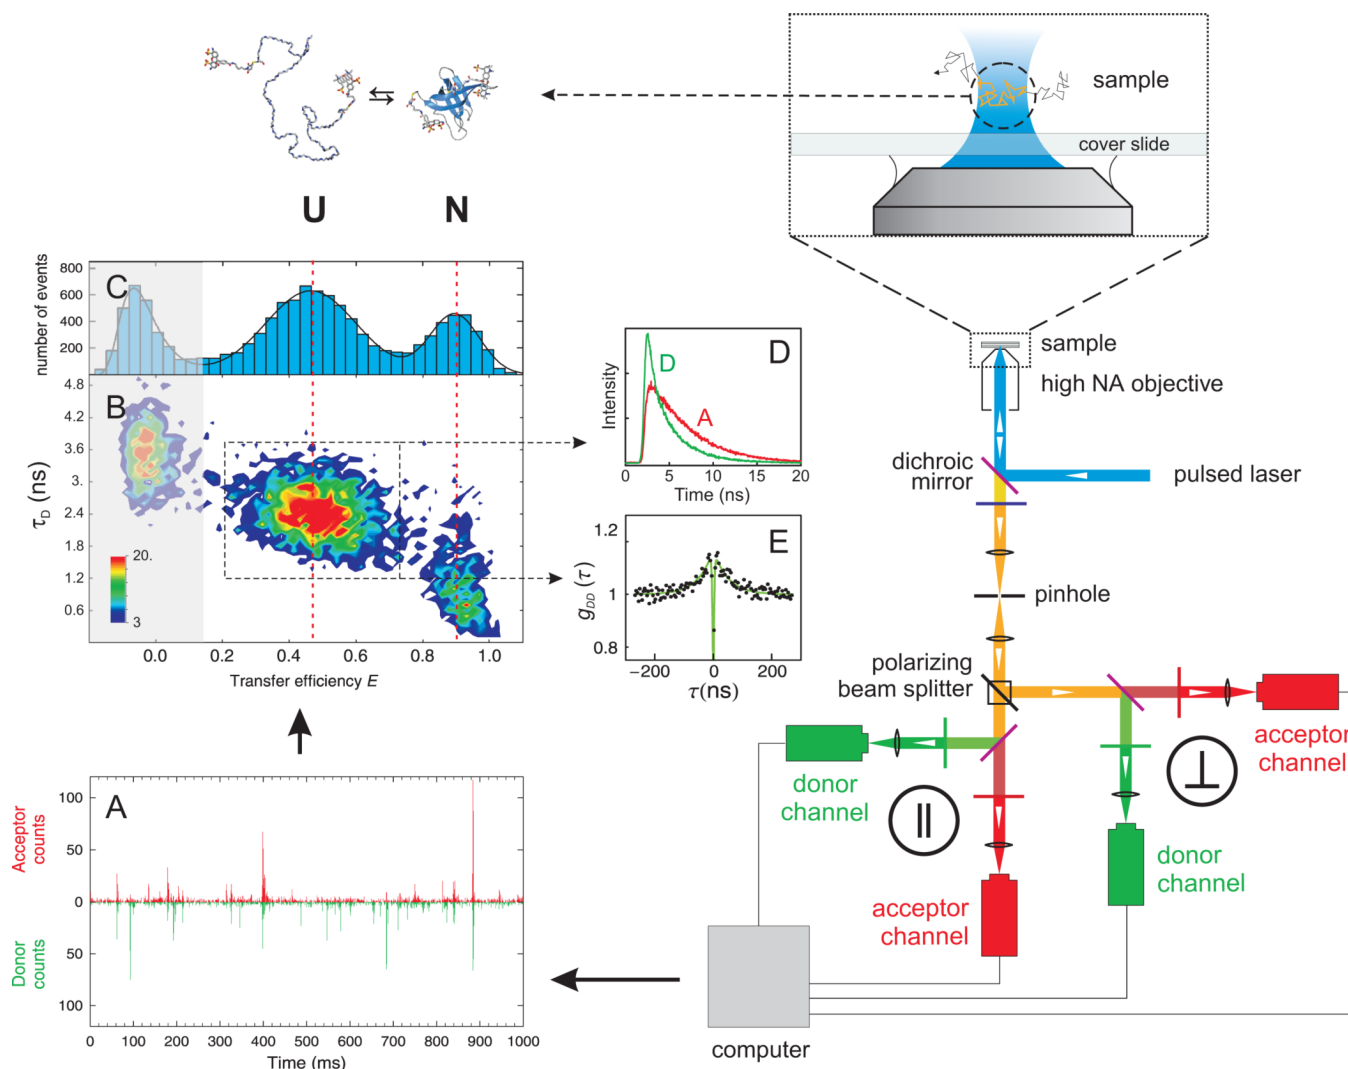 sample
cover slide
U
N
C
number of events
800
600
400
200
B
τD (ns)
4.8
4.2
3.6
3.0
2.4
1.8
1.2
0.6
20.
3
0.0
0.2
0.4
0.6
0.8
1.0
Transfer efficiency E
D
D
A
Intensity
0
5
10
15
20
Time (ns)
E
gDD (τ)
1.2
1
0.8
−200
0
200
τ(ns)
sample
high NA objective
dichroic
mirror
pulsed laser
pinhole
polarizing
beam splitter
acceptor
channel
donor
channel
||
⊥
donor
channel
acceptor
channel
computer
A
Acceptor
counts
Donor
counts
100
50
0
50
100
0
100
200
300
400
500
600
700
800
900
1000
Time (ms)